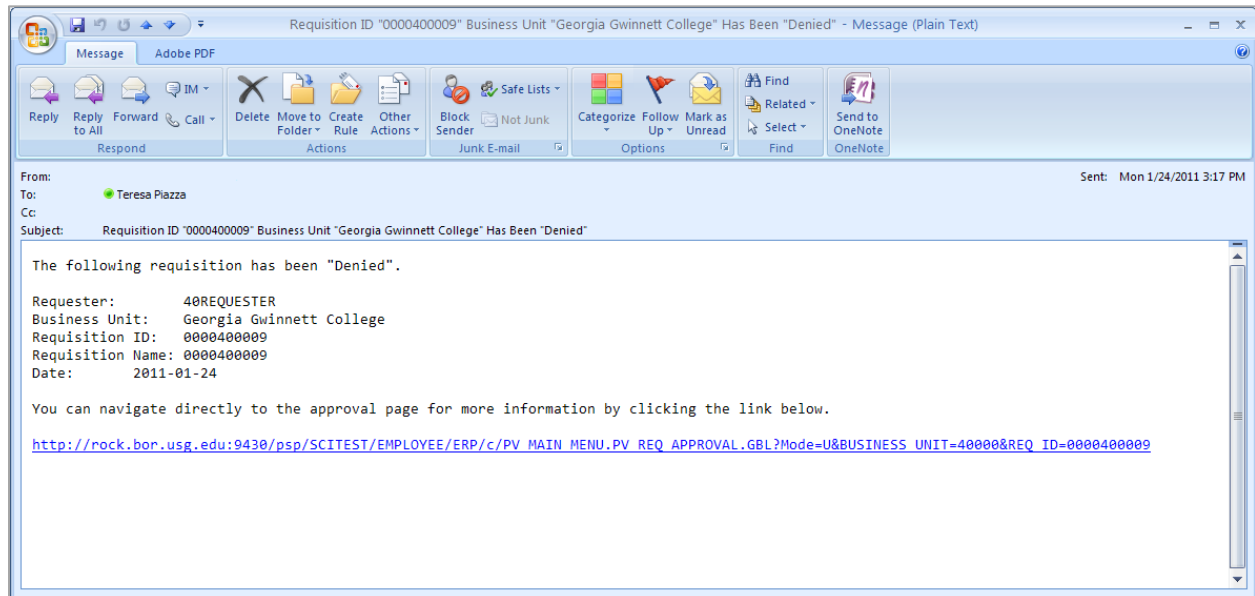 Requisition ID "0000400009" Business Unit "Georgia Gwinnett College" Has Been "Denied" - Message (Plain Text)
Message Adobe PDF
Reply
Reply to All
Forward
IM
Call
Respond
Delete
Move to Folder
Create Rule
Other Actions
Actions
Block Sender
Safe Lists
Not Junk
Junk E-mail
Categorize
Follow Up
Mark as Unread
Options
Find
Related
Select
Find
Send to OneNote
OneNote
From:
Sent: Mon 1/24/2011 3:17 PM
To: Teresa Piazza
Cc:
Subject: Requisition ID "0000400009" Business Unit "Georgia Gwinnett College" Has Been "Denied"
The following requisition has been "Denied".
Requester: 40REQUESTER
Business Unit: Georgia Gwinnett College
Requisition ID: 0000400009
Requisition Name: 0000400009
Date: 2011-01-24
You can navigate directly to the approval page for more information by clicking the link below.
http://rock.bor.usg.edu:9430/psp/SCITEST/EMPLOYEE/ERP/c/PV_MAIN_MENU.PV_REQ_APPROVAL.GBL?Mode=U&BUSINESS_UNIT=40000&REQ_ID=0000400009